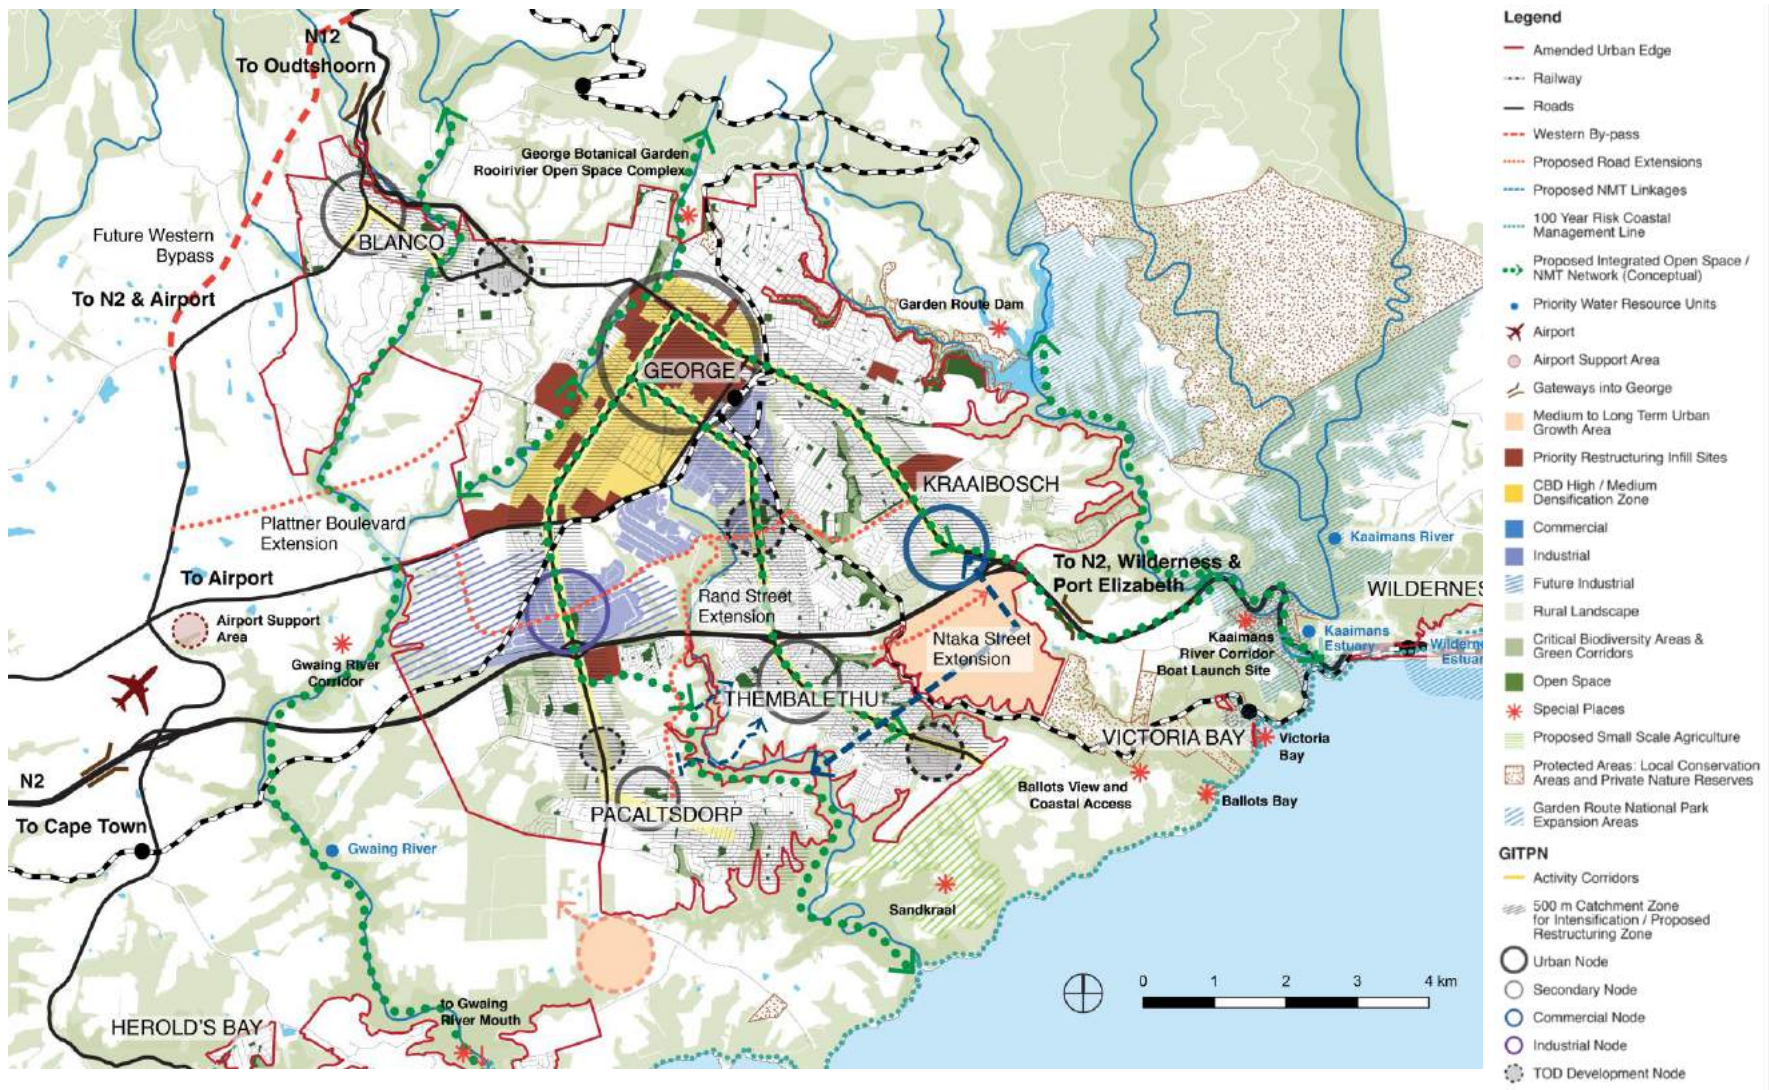 N12
To Oudtshoorn
George Botanical Garden
Rooirivier Open Space Complex
BLANCO
Future Western
Bypass
To N2 & Airport
Garden Route Dam
GEORGE
KRAAIBOSCH
Plattner Boulevard
Extension
Kaaimans River
To Airport
To N2, Wilderness &
Port Elizabeth
WILDERNES
Rand Street
Extension
Airport Support
Area
Gwaing River
Corridor
Ntaka Street
Extension
Kaaimans
River Corridor
Boat Launch Site
Kaaimans
Estuary
Wilderne
Estuar
THEMBALETHU
VICTORIA BAY
Victoria
Bay
N2
Ballots View and
Coastal Access
Ballots Bay
PACALTSDORP
To Cape Town
Gwaing River
Sandkraal
to Gwaing
River Mouth
HEROLD'S BAY
0 1 2 3 4 km
Legend
Amended Urban Edge
Railway
Roads
Western By-pass
Proposed Road Extensions
Proposed NMT Linkages
100 Year Risk Coastal
Management Line
Proposed Integrated Open Space /
NMT Network (Conceptual)
Priority Water Resource Units
Airport
Airport Support Area
Gateways into George
Medium to Long Term Urban
Growth Area
Priority Restructuring Infill Sites
CBD High / Medium
Densification Zone
Commercial
Industrial
Future Industrial
Rural Landscape
Critical Biodiversity Areas &
Green Corridors
Open Space
Special Places
Proposed Small Scale Agriculture
Protected Areas: Local Conservation
Areas and Private Nature Reserves
Garden Route National Park
Expansion Areas
GITPN
Activity Corridors
500 m Catchment Zone
for Intensification / Proposed
Restructuring Zone
Urban Node
Secondary Node
Commercial Node
Industrial Node
TOD Development Node